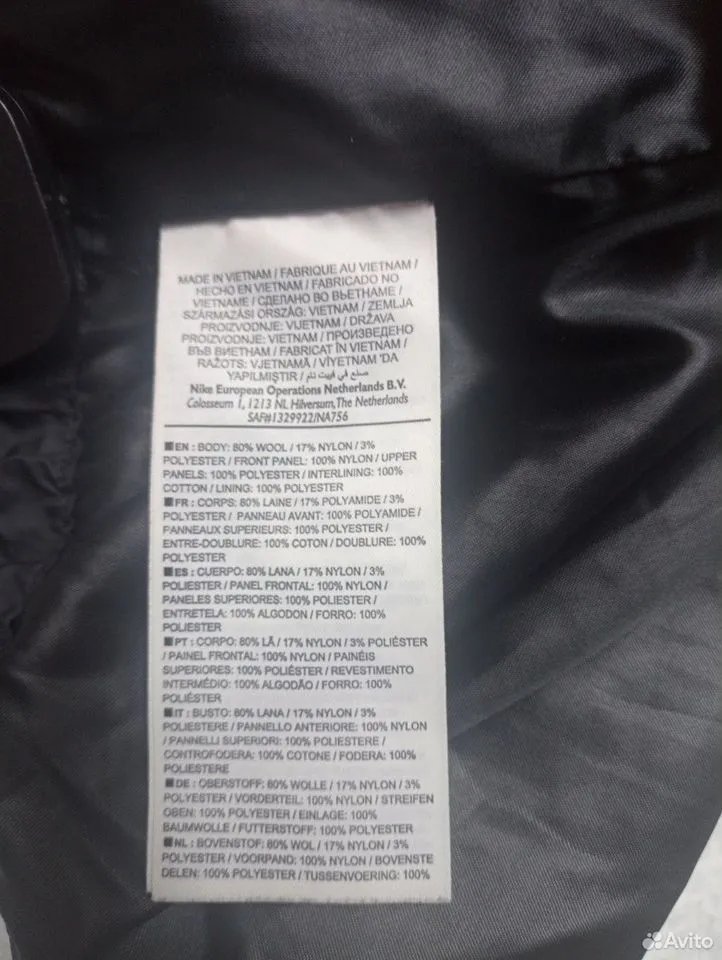 MADE IN VIETNAM / FABRIQUE AU VIETNAM /
HECHO EN VIETNAM / FABRICADO NO
VIETNAME / СДЕЛАНО ВО ВЬЕТНАМЕ /
SZÁRMAZÁSI ORSZÁG: VIETNAM / ZEMLJA
PROIZVODNJE: VIJETNAM / DRŽAVA
PROIZVODNJE: VIETNAM / ПРОИЗВЕДЕНО
ВЪВ ВИЕТНАМ / FABRICAT ÎN VIETNAM /
RAŽOTS: VJETNAMĀ / VİYETNAM 'DA
YAPILMIŞTIR / صنع في فييت نام
Nike European Operations Netherlands B.V.
Colosseum 1, 1213 NL Hilversum, The Netherlands
SAF#1329922/NA756
EN : BODY: 80% WOOL / 17% NYLON / 3%
POLYESTER / FRONT PANEL: 100% NYLON / UPPER
PANELS: 100% POLYESTER / INTERLINING: 100%
COTTON / LINING: 100% POLYESTER
FR : CORPS: 80% LAINE / 17% POLYAMIDE / 3%
POLYESTER / PANNEAU AVANT: 100% POLYAMIDE /
PANNEAUX SUPERIEURS: 100% POLYESTER /
ENTRE-DOUBLURE: 100% COTON / DOUBLURE: 100%
POLYESTER
ES : CUERPO: 80% LANA / 17% NYLON / 3%
POLIESTER / PANEL FRONTAL: 100% NYLON /
PANELES SUPERIORES: 100% POLIESTER /
ENTRETELA: 100% ALGODON / FORRO: 100%
POLIESTER
PT : CORPO: 80% LÃ / 17% NYLON / 3% POLIÉSTER
/ PAINEL FRONTAL: 100% NYLON / PAINÉIS
SUPERIORES: 100% POLIÉSTER / REVESTIMENTO
INTERMÉDIO: 100% ALGODÃO / FORRO: 100%
POLIÉSTER
IT : BUSTO: 80% LANA / 17% NYLON / 3%
POLIESTERE / PANNELLO ANTERIORE: 100% NYLON
/ PANNELLI SUPERIORI: 100% POLIESTERE /
CONTROFODERA: 100% COTONE / FODERA: 100%
POLIESTERE
DE : OBERSTOFF: 80% WOLLE / 17% NYLON / 3%
POLYESTER / VORDERTEIL: 100% NYLON / STREIFEN
OBEN: 100% POLYESTER / EINLAGE: 100%
BAUMWOLLE / FUTTERSTOFF: 100% POLYESTER
NL : BOVENSTOF: 80% WOL / 17% NYLON / 3%
POLYESTER / VOORPAND: 100% NYLON / BOVENSTE
DELEN: 100% POLYESTER / TUSSENVOERING: 100%
Avito